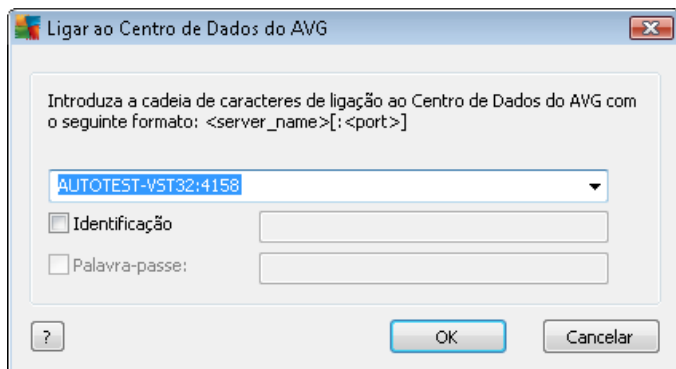 Ligar ao Centro de Dados do AVG
Introduza a cadeia de caracteres de ligação ao Centro de Dados do AVG com
o seguinte formato: <server_name>[:<port>]
AUTOTEST-VST32:4158
Identificação
Palavra-passe:
?
OK
Cancelar